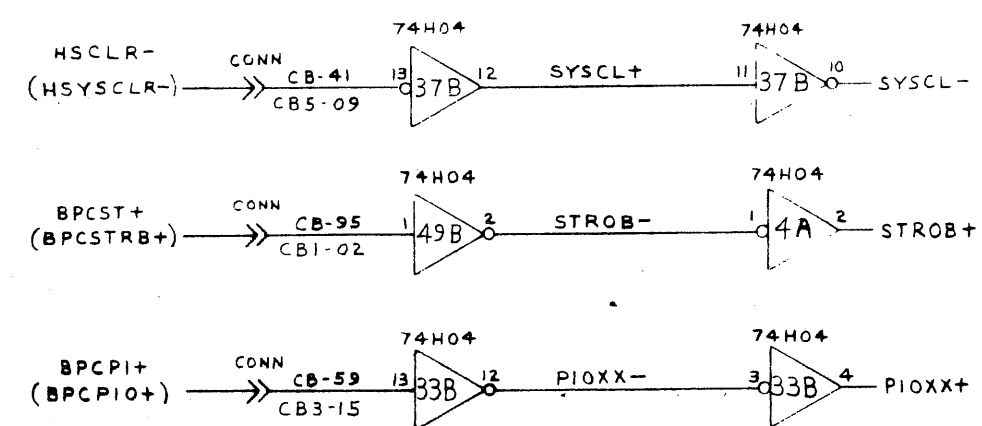 74H04 74H04
HSCLR-
(HSYSCLR-) CONN CB-41 13 37B 12 SYSCL+ 11 37B 10 SYSCL-
CB5-09
74H04 74H04
BPCST+
(BPCSTRB+) CONN CB-95 1 49B 2 STROB- 1 4A 2 STROB+
CB1-02
74H04 74H04
BPCPI+
(BPCPIO+) CONN CB-59 13 33B 12 PIOXX- 3 33B 4 PIOXX+
CB3-15